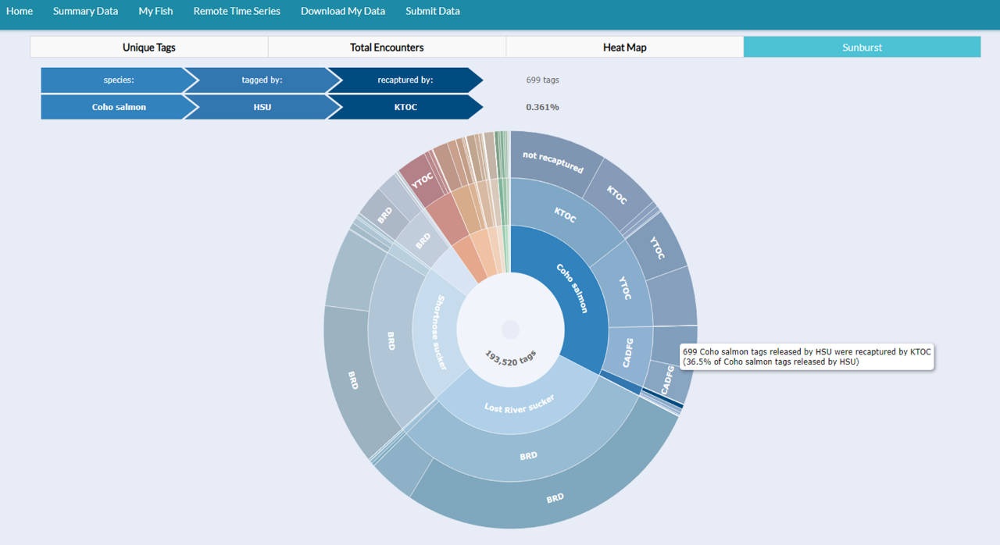 Home Summary Data My Fish Remote Time Series Download My Data Submit Data
Unique Tags Total Encounters Heat Map Sunburst
species: tagged by: recaptured by: 699 tags
Coho salmon HSU KTOC 0.361%
not recaptured
YTOC
KTOC
KTOC
BRD
BRD
YTOC
Coho salmon
YTOC
Shortnose sucker
BRD
CADFG
699 Coho salmon tags released by HSU were recaptured by KTOC
(36.5% of Coho salmon tags released by HSU)
193,520 tags
BRD
CADFG
Lost River sucker
BRD
BRD